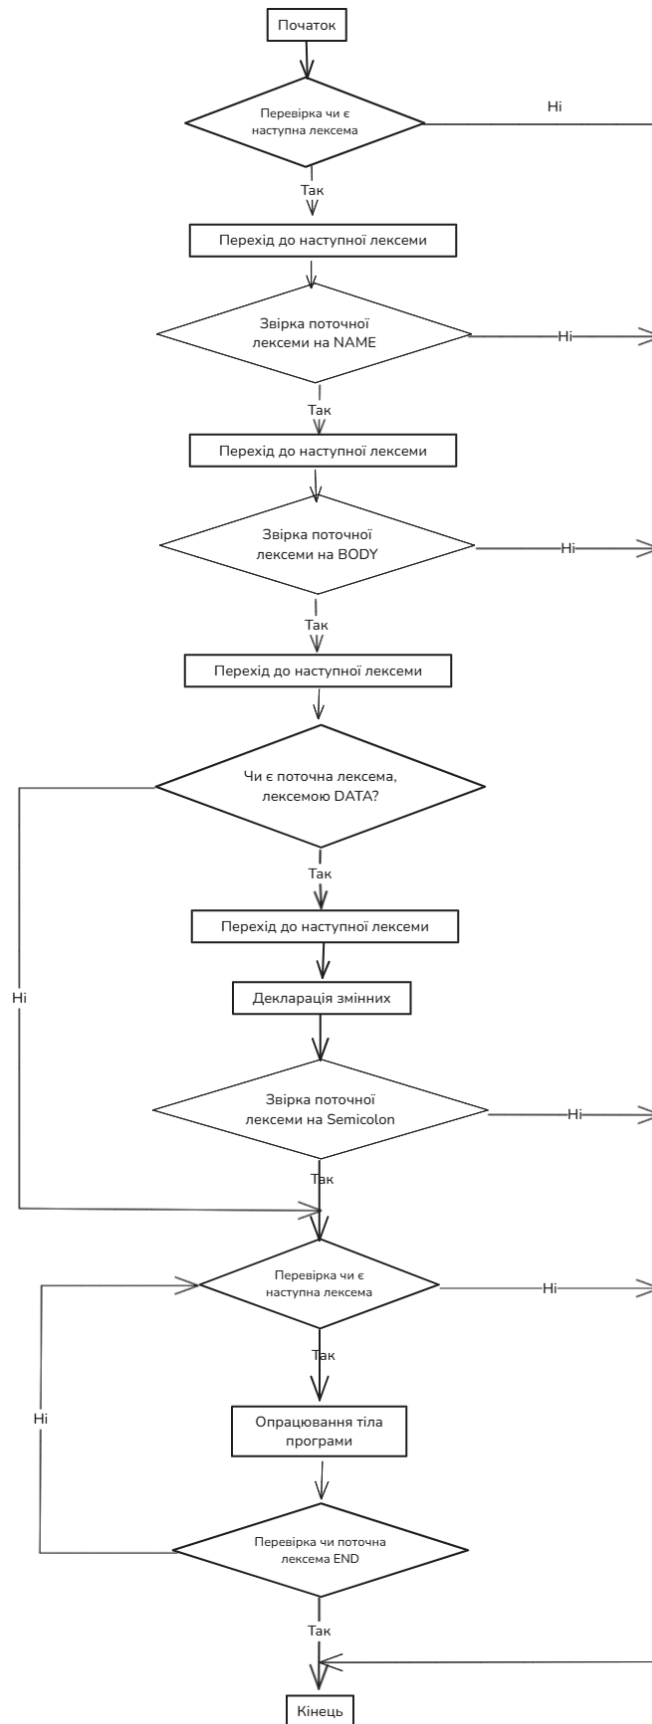 Початок
Перевірка чи є
наступна лексема
Ні
Так
Перехід до наступної лексеми
Звірка поточної
лексеми на NAME
Ні
Так
Перехід до наступної лексеми
Звірка поточної
лексеми на BODY
Ні
Так
Перехід до наступної лексеми
Чи є поточна лексема,
лексемою DATA?
Так
Перехід до наступної лексеми
Ні
Декларація змінних
Звірка поточної
лексеми на Semicolon
Ні
Так
Перевірка чи є
наступна лексема
Ні
Так
Ні
Опрацювання тіла
програми
Перевірка чи поточна
лексема END
Так
Кінець